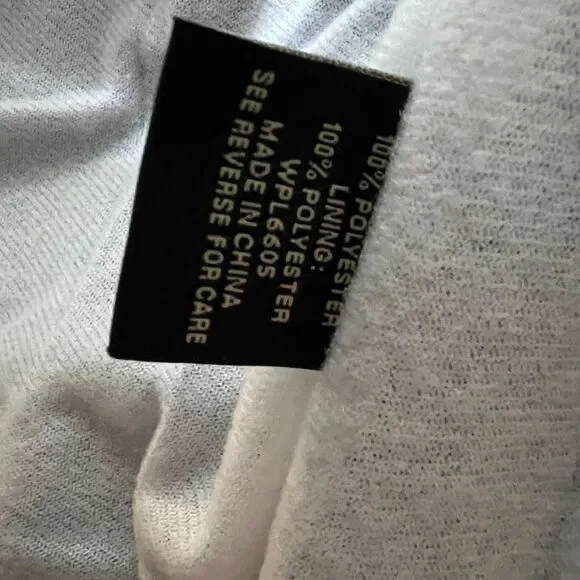 100% POLYESTER
LINING:
100% POLYESTER
WPL6605
MADE IN CHINA
SEE REVERSE FOR CARE